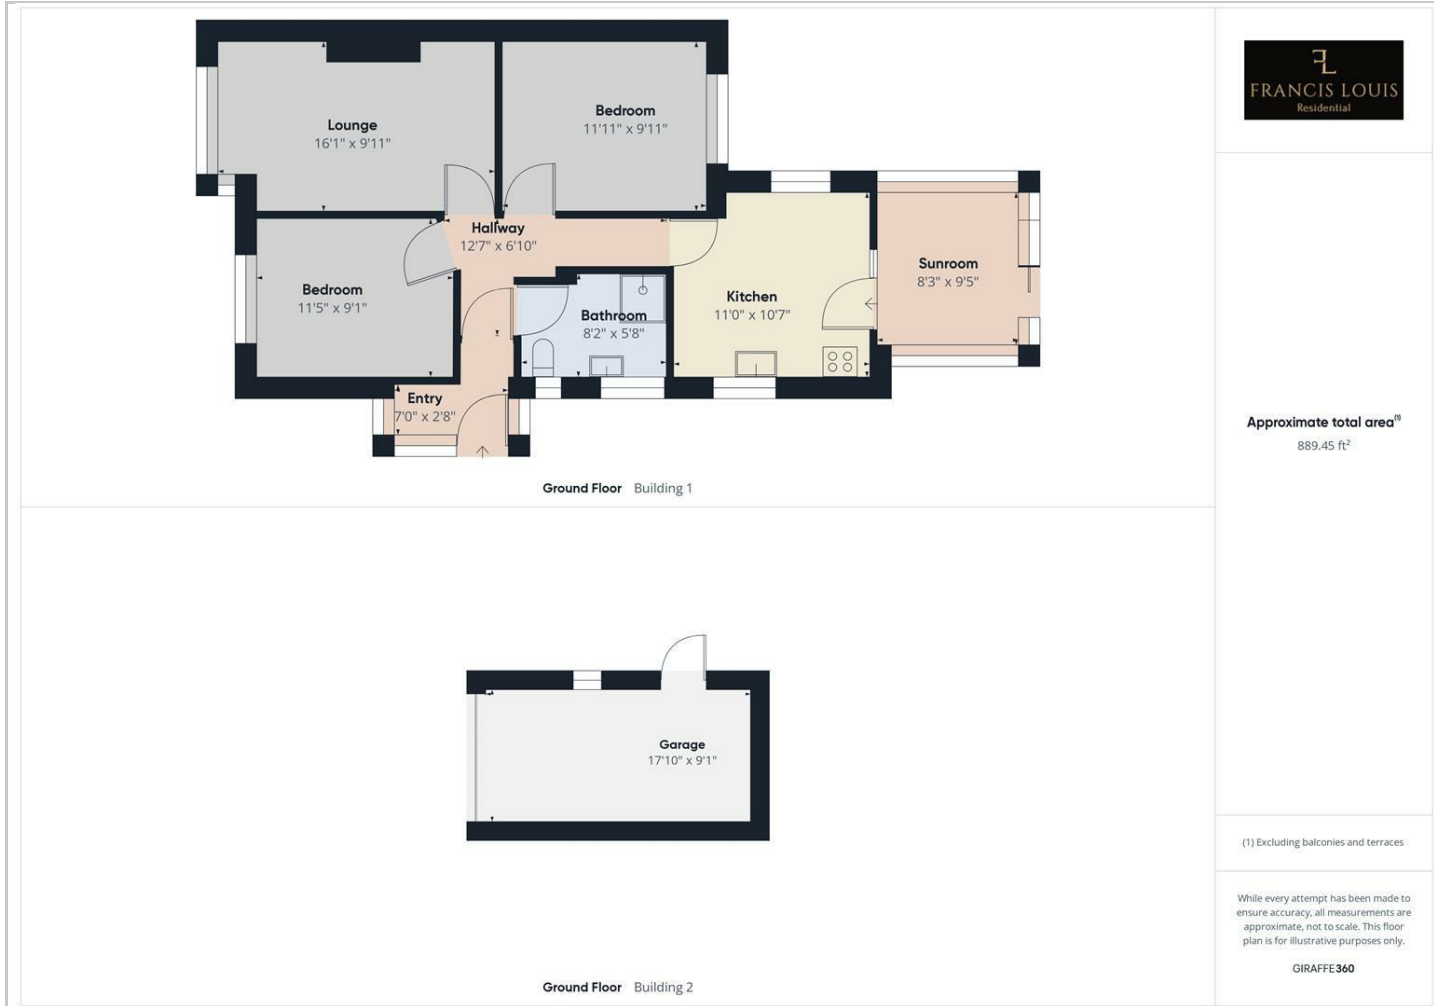 Lounge
16'1" x 9'11"
Bedroom
11'11" x 9'11"
Hallway
12'7" x 6'10"
Bedroom
11'5" x 9'1"
Bathroom
8'2" x 5'8"
Kitchen
11'0" x 10'7"
Sunroom
8'3" x 9'5"
Entry
7'0" x 2'8"
Ground Floor Building 1
Garage
17'10" x 9'1"
Ground Floor Building 2
FL
FRANCIS LOUIS
Residential
Approximate total area(1)
889.45 ft²
(1) Excluding balconies and terraces
While every attempt has been made to
ensure accuracy, all measurements are
approximate, not to scale. This floor
plan is for illustrative purposes only.
GIRAFFE360